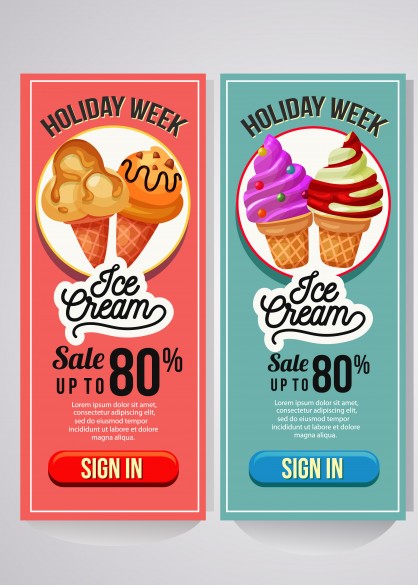 HOLIDAY WEEK
Ice
Cream
Sale
UP TO 80%
Lorem ipsum dolor sit amet,
consectetur adipiscing elit,
sed do eiusmod tempor
incididunt ut labore et dolore
magna aliqua.
SIGN IN
HOLIDAY WEEK
Ice
Cream
Sale
UP TO 80%
Lorem ipsum dolor sit amet,
consectetur adipiscing elit,
sed do eiusmod tempor
incididunt ut labore et dolore
magna aliqua.
SIGN IN